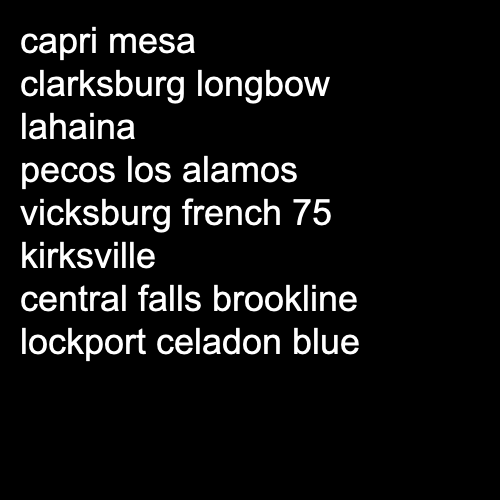 capri mesa
clarksburg longbow
lahaina
pecos los alamos
vicksburg french 75
kirksville
central falls brookline
lockport celadon blue